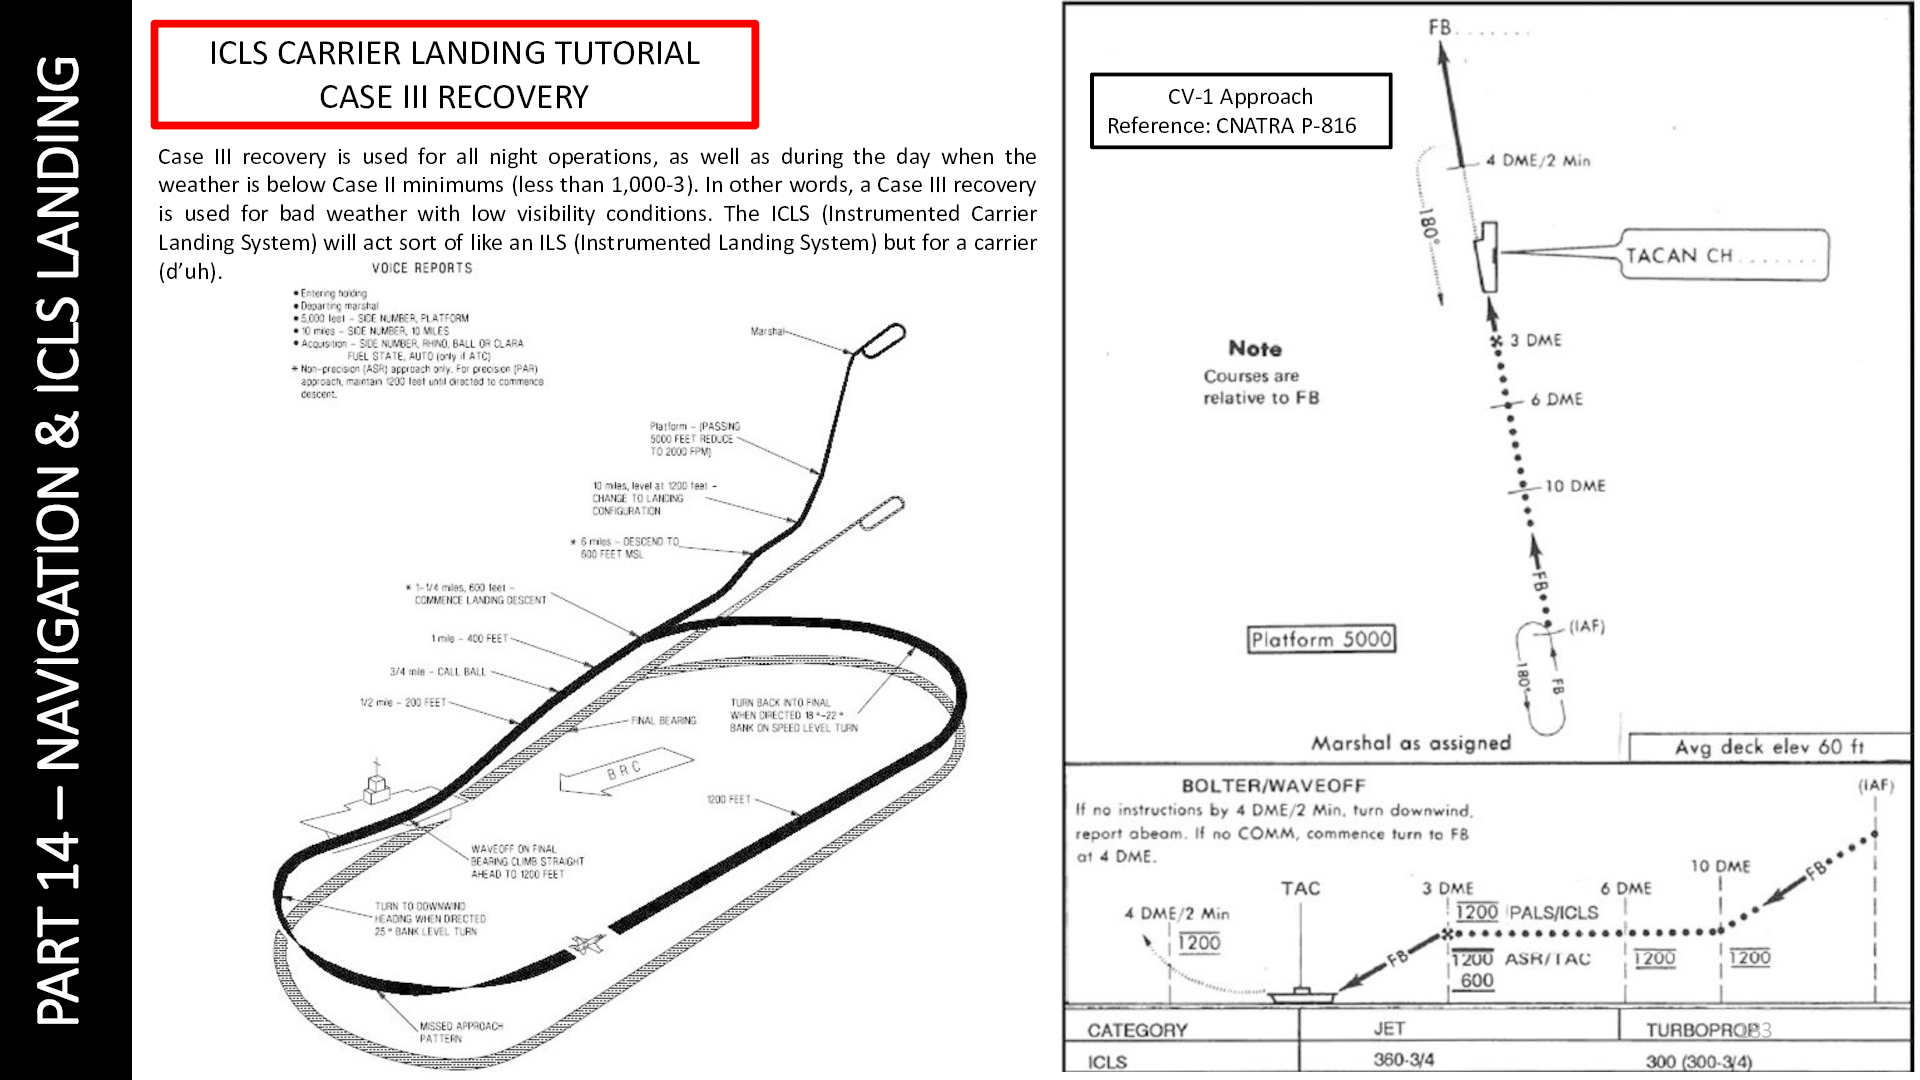 PART 14 – NAVIGATION & ICLS LANDING
ICLS CARRIER LANDING TUTORIAL
CASE III RECOVERY
Case III recovery is used for all night operations, as well as during the day when the
weather is below Case II minimums (less than 1,000-3). In other words, a Case III recovery
is used for bad weather with low visibility conditions. The ICLS (Instrumented Carrier
Landing System) will act sort of like an ILS (Instrumented Landing System) but for a carrier
(d’uh).
VOICE REPORTS
• Entering holding
• Departing marshal
• 5,000 feet – SIDE NUMBER, PLATFORM
• 10 miles – SIDE NUMBER, 10 MILES
• Acquisition – SIDE NUMBER, RHINO, BALL OR CLARA
FUEL STATE, AUTO (only if ATC)
* Non-precision (ASR) approach only. For precision (PAR)
approach, maintain 1200 feet until directed to commence
descent.
Marshal
Platform – (PASSING
5000 FEET REDUCE
TO 2000 FPM)
10 miles, level at 1200 feet –
CHANGE TO LANDING
CONFIGURATION
* 6 miles – DESCEND TO
600 FEET MSL
* 1-1/4 miles, 600 feet –
COMMENCE LANDING DESCENT
1 mile – 400 FEET
3/4 mile – CALL BALL
1/2 mile – 200 FEET
FINAL BEARING
TURN BACK INTO FINAL
WHEN DIRECTED 18°–22°
BANK ON SPEED LEVEL TURN
BRC
1200 FEET
WAVEOFF ON FINAL
BEARING CLIMB STRAIGHT
AHEAD TO 1200 FEET
TURN TO DOWNWIND
HEADING WHEN DIRECTED
25° BANK LEVEL TURN
MISSED APPROACH
PATTERN
FB.......
CV-1 Approach
Reference: CNATRA P-816
4 DME/2 Min
180°
TACAN CH.......
3 DME
Note
Courses are
relative to FB
6 DME
10 DME
FB
(IAF)
Platform 5000
180°
FB
Marshal as assigned
Avg deck elev 60 ft
BOLTER/WAVEOFF
If no instructions by 4 DME/2 Min, turn downwind,
report abeam. If no COMM, commence turn to FB
at 4 DME.
(IAF)
10 DME
FB
TAC
3 DME
6 DME
4 DME/2 Min
1200
1200 PALS/ICLS
FB
1200 ASR/TAC
600
1200
1200
CATEGORY JET TURBOPROP
ICLS 360-3/4 300 (300-3/4)